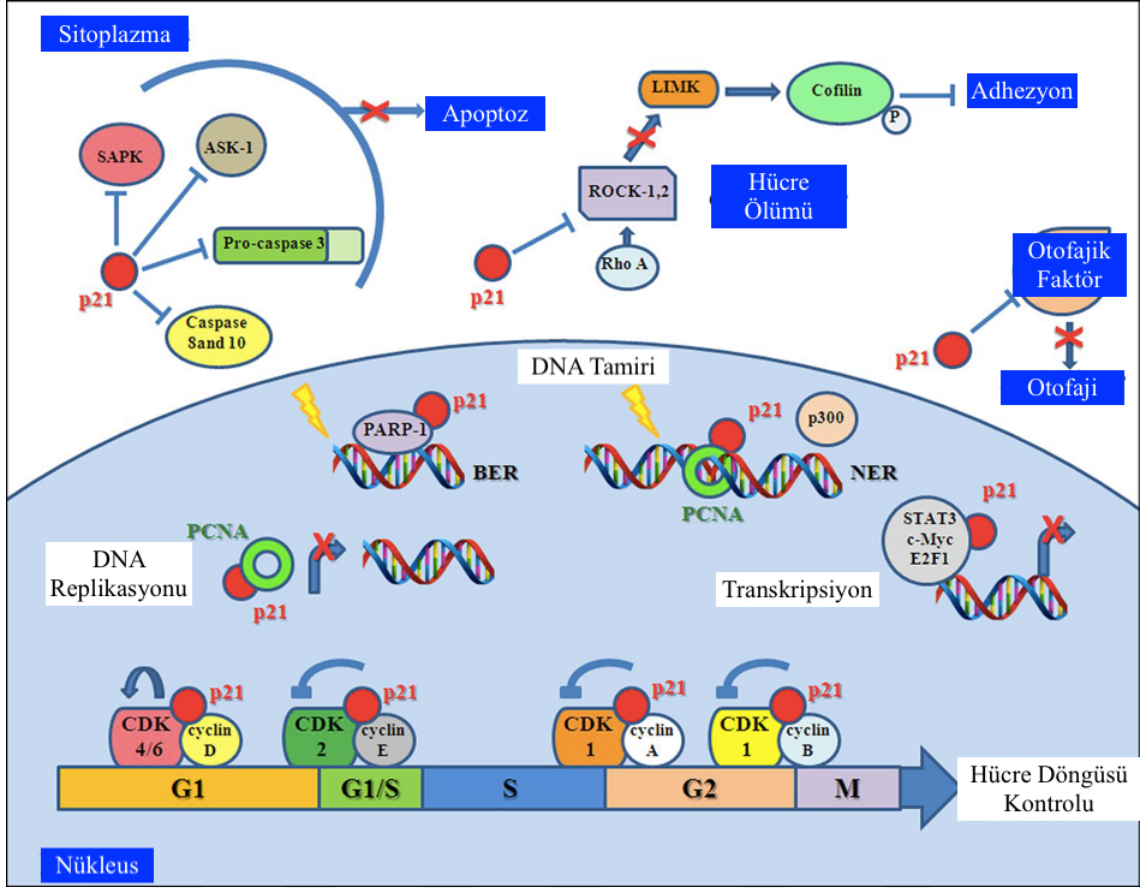 Sitoplazma
LIMK
Cofilin
P
Adhezyon
Apoptoz
SAPK
ASK-1
ROCK-1,2
Hücre
Ölümü
Pro-caspase 3
Rho A
Otofajik
Faktör
p21
p21
Caspase
8and 10
p21
DNA Tamiri
Otofaji
p21
PARP-1
BER
p21
p300
NER
PCNA
PCNA
DNA
Replikasyonu
p21
STAT3
c-Myc
E2F1
p21
Transkripsiyon
CDK
4/6
cyclin
D
p21
CDK
2
cyclin
E
p21
CDK
1
cyclin
A
p21
CDK
1
cyclin
B
p21
G1
G1/S
S
G2
M
Hücre Döngüsü
Kontrolu
Nükleus